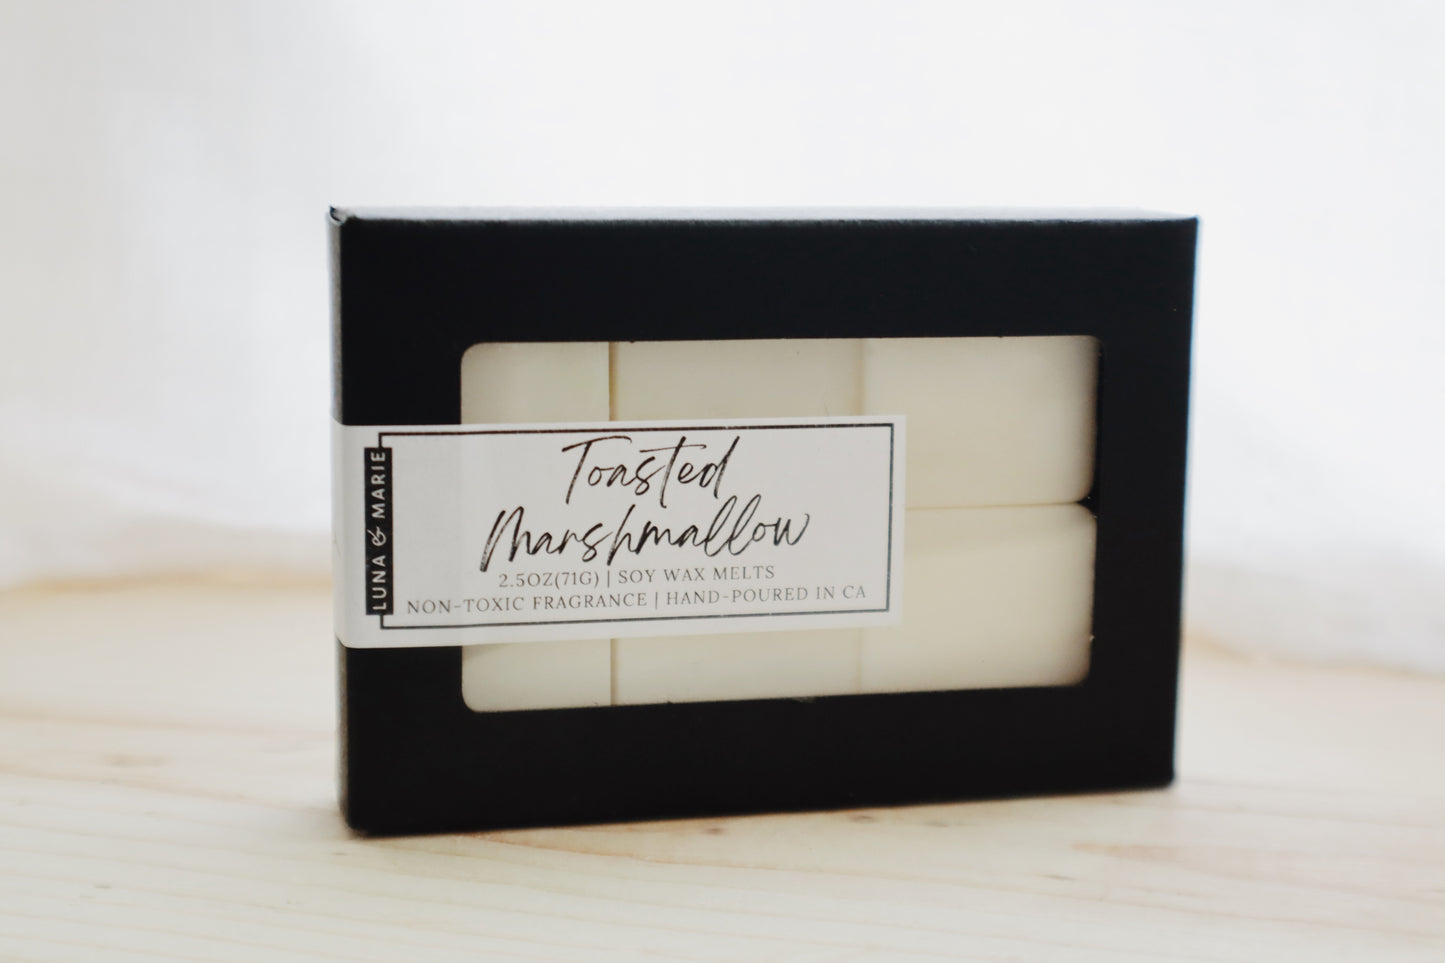 LUNA & MARIE
Toasted
Marshmallow
2.5OZ(71G) | SOY WAX MELTS
NON-TOXIC FRAGRANCE | HAND-POURED IN CA